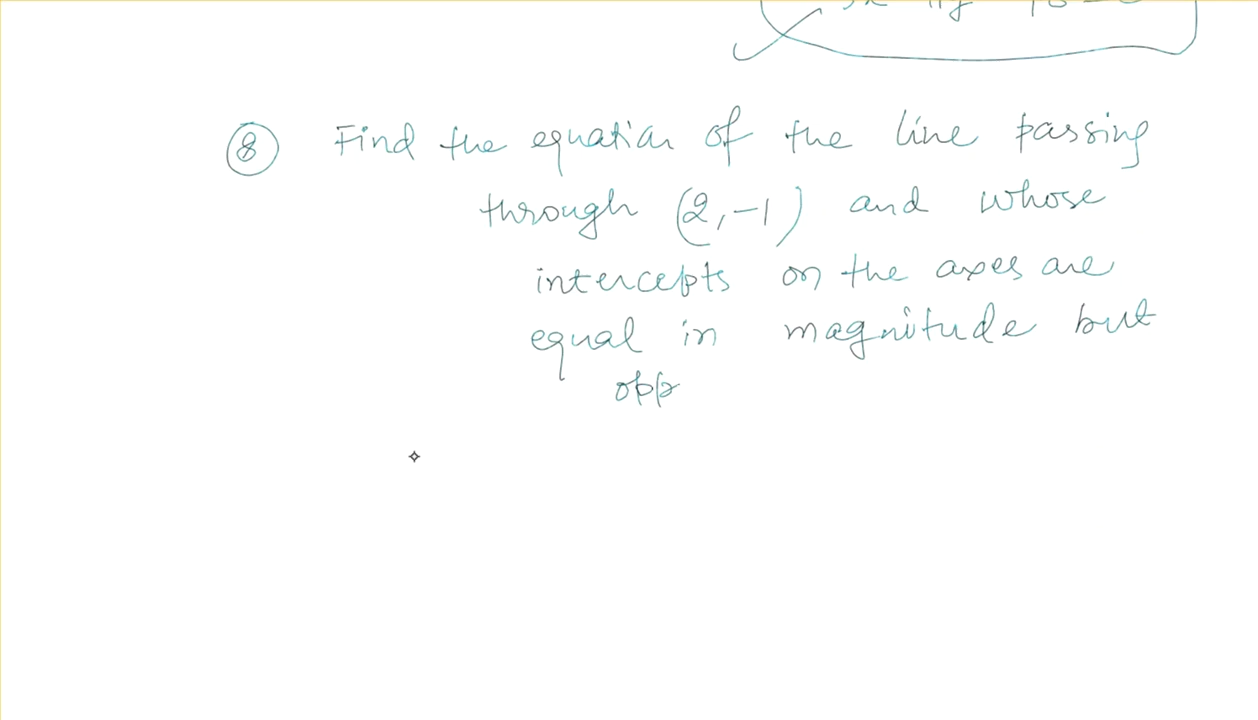 ⑧ Find the equation of the line passing
through (2,-1) and whose
intercepts on the axes are
equal in magnitude but
opp